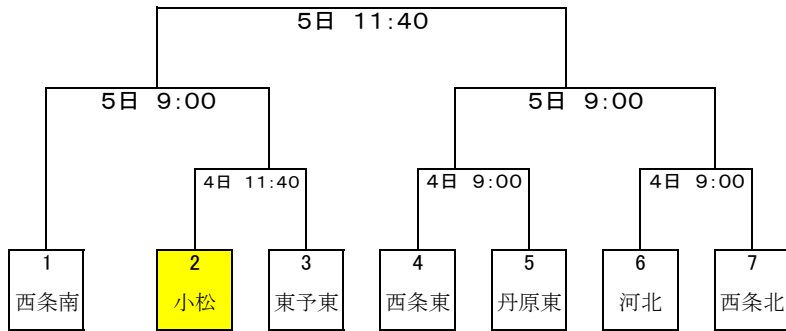 5日 11:40
5日 9:00
5日 9:00
4日 11:40
4日 9:00
4日 9:00
1
西条南
2
小松
3
東予東
4
西条東
5
丹原東
6
河北
7
西条北